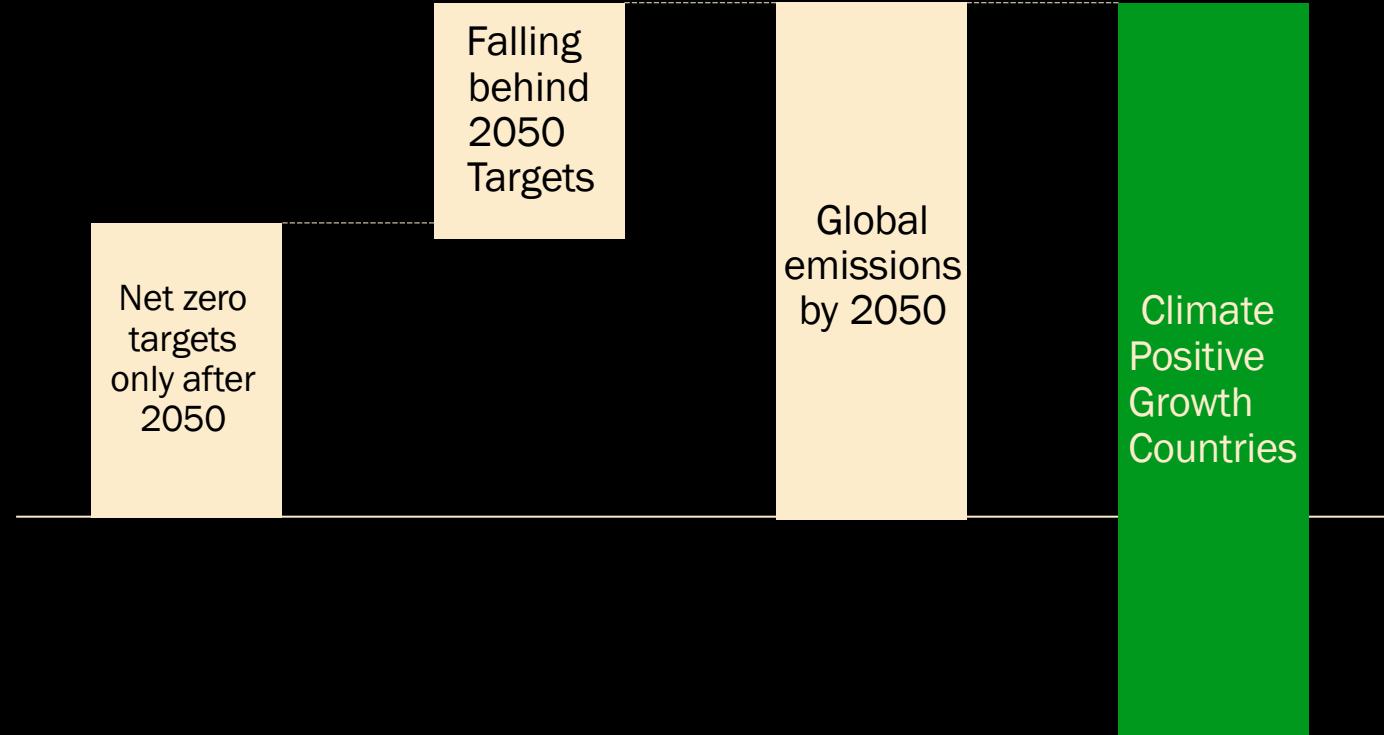 Net zero
targets
only after
2050
Falling
behind
2050
Targets
Global
emissions
by 2050
Climate
Positive
Growth
Countries